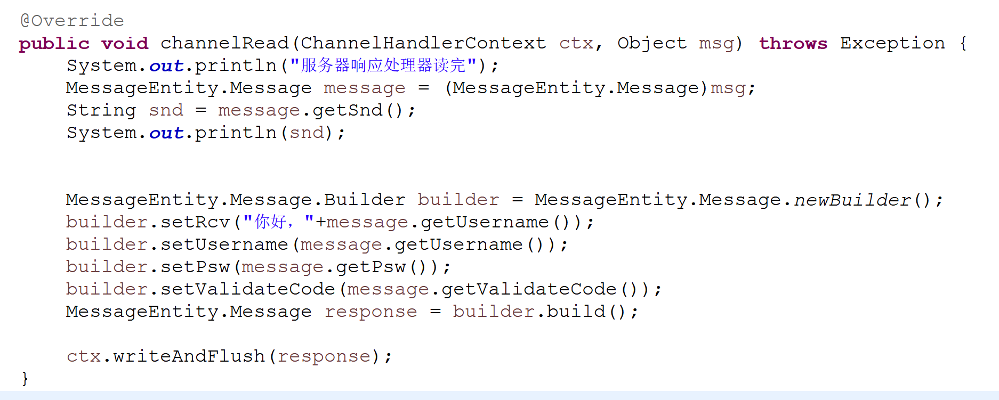 @Override
public void channelRead(ChannelHandlerContext ctx, Object msg) throws Exception {
System.out.println("服务器响应处理器读完");
MessageEntity.Message message = (MessageEntity.Message)msg;
String snd = message.getSnd();
System.out.println(snd);
MessageEntity.Message.Builder builder = MessageEntity.Message.newBuilder();
builder.setRcv("你好，"+message.getUsername());
builder.setUsername(message.getUsername());
builder.setPsw(message.getPsw());
builder.setValidateCode(message.getValidateCode());
MessageEntity.Message response = builder.build();
ctx.writeAndFlush(response);
}